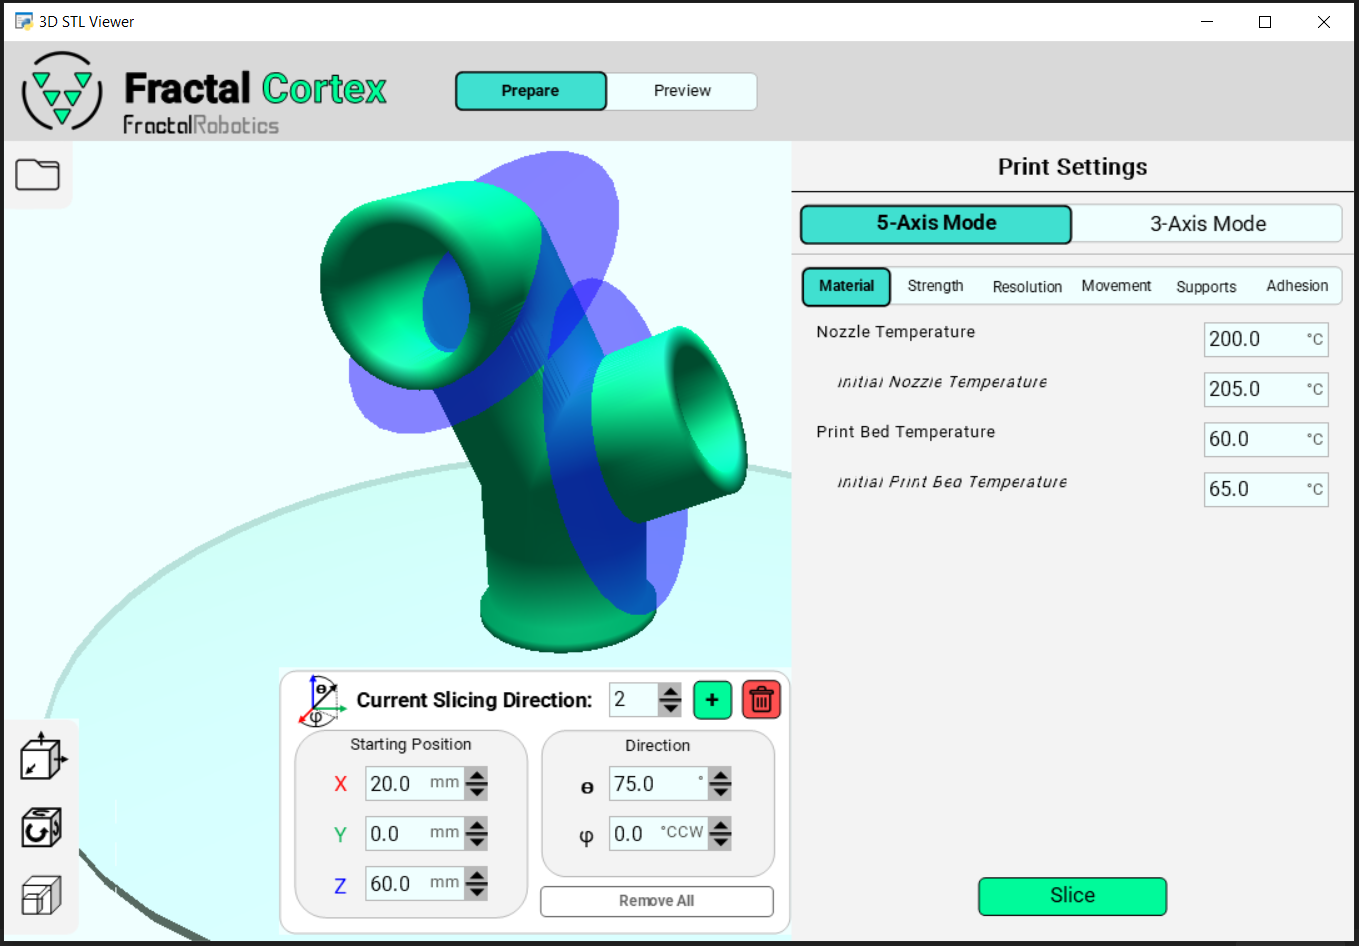 3D STL Viewer
Fractal Cortex
FractalRobotics
Prepare
Preview
Print Settings
5-Axis Mode
3-Axis Mode
Material
Strength
Resolution
Movement
Supports
Adhesion
Nozzle Temperature
200.0 °C
Initial Nozzle Temperature
205.0 °C
Print Bed Temperature
60.0 °C
Initial Print Bed Temperature
65.0 °C
θ
φ
Current Slicing Direction:
2
+
Starting Position
X 20.0 mm
Y 0.0 mm
Z 60.0 mm
Direction
θ 75.0 °
φ 0.0 °CCW
Remove All
Slice